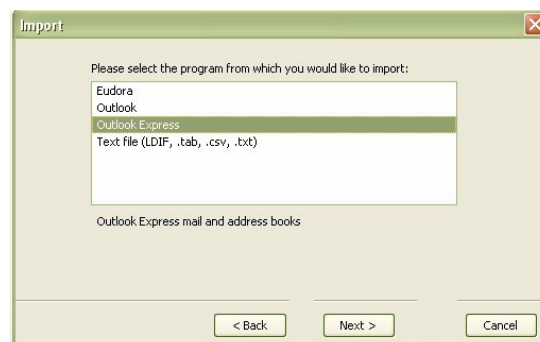 Import
Please select the program from which you would like to import:
Eudora
Outlook
Outlook Express
Text file (LDIF, .tab, .csv, .txt)
Outlook Express mail and address books
< Back Next > Cancel